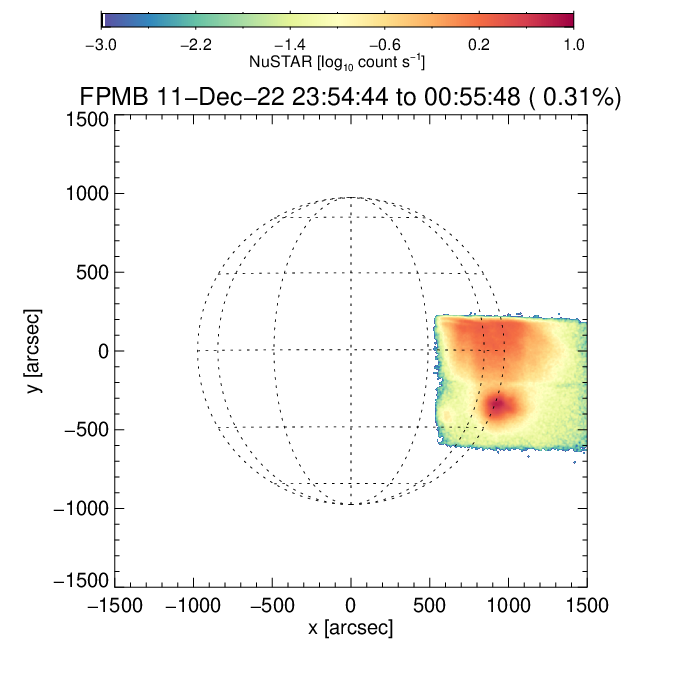 −3.0 −2.2 −1.4 −0.6 0.2 1.0
NuSTAR [log₁₀ count s⁻¹]
FPMB 11−Dec−22 23:54:44 to 00:55:48 ( 0.31%)
1500
1000
500
0
−500
−1000
−1500
y [arcsec]
−1500 −1000 −500 0 500 1000 1500
x [arcsec]